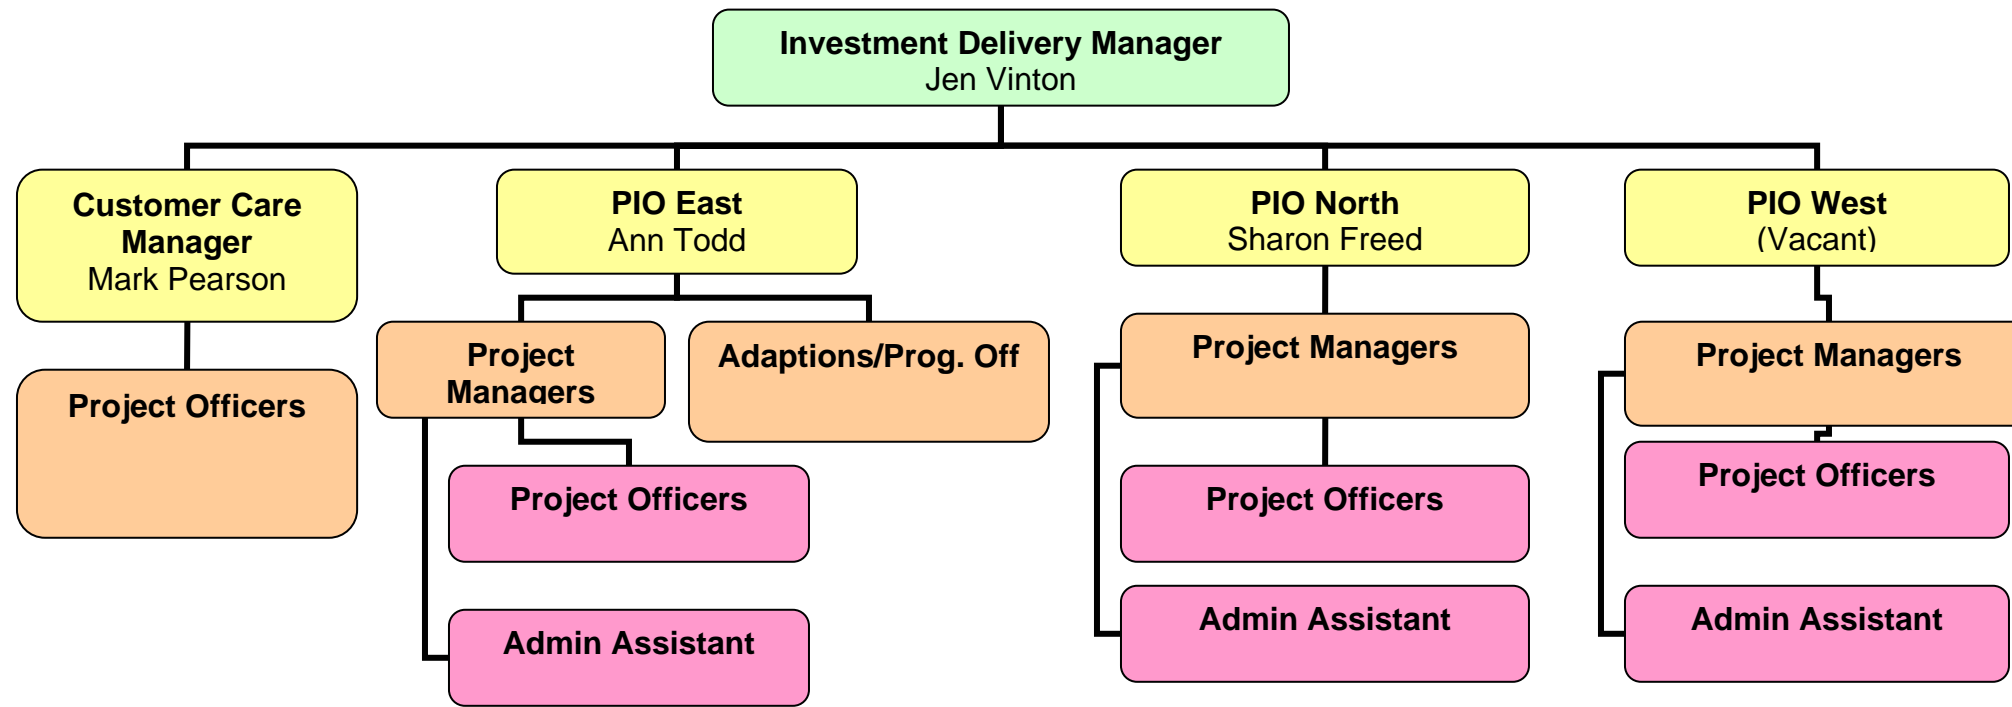 Investment Delivery Manager
Jen Vinton
Customer Care
Manager
Mark Pearson
PIO East
Ann Todd
PIO North
Sharon Freed
PIO West
(Vacant)
Project Officers
Project
Managers
Adaptions/Prog. Off
Project Managers
Project Managers
Project Officers
Project Officers
Project Officers
Admin Assistant
Admin Assistant
Admin Assistant